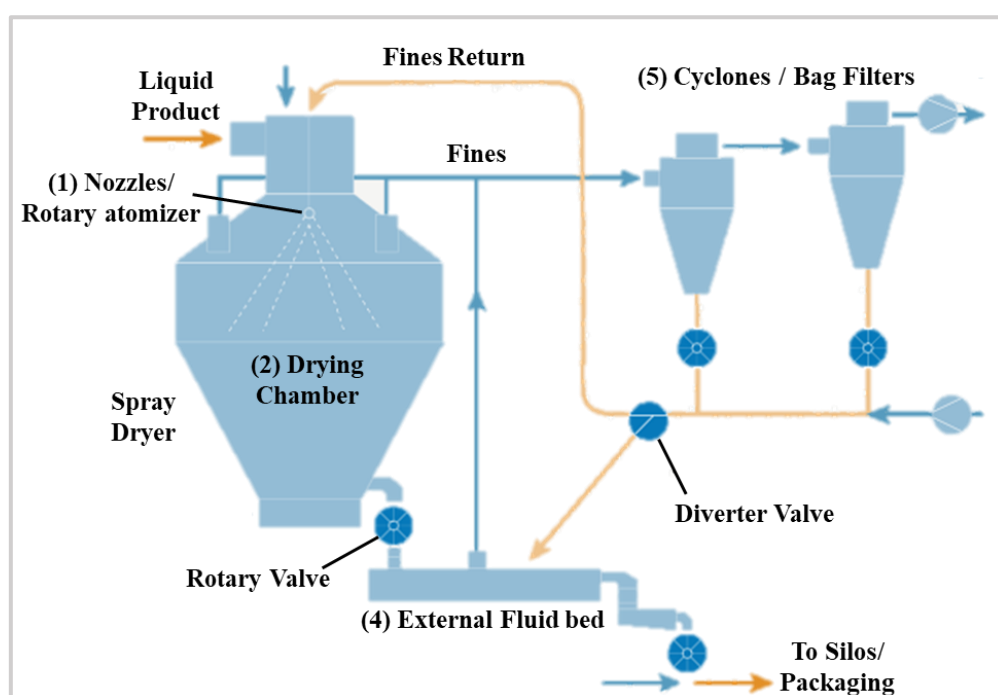 Fines Return
(5) Cyclones / Bag Filters
Liquid
Product
Fines
(1) Nozzles/
Rotary atomizer
(2) Drying
Chamber
Spray
Dryer
Diverter Valve
Rotary Valve
(4) External Fluid bed
To Silos/
Packaging